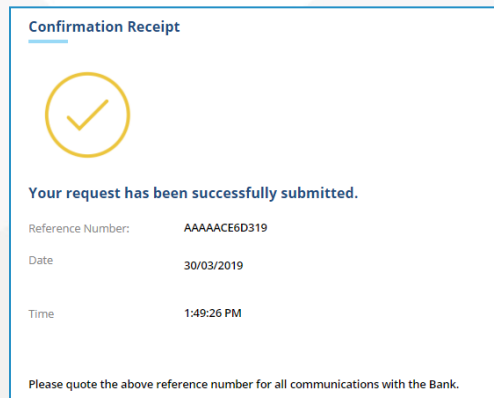 Confirmation Receipt
Your request has been successfully submitted.
Reference Number: AAAAACE6D319
Date 30/03/2019
Time 1:49:26 PM
Please quote the above reference number for all communications with the Bank.